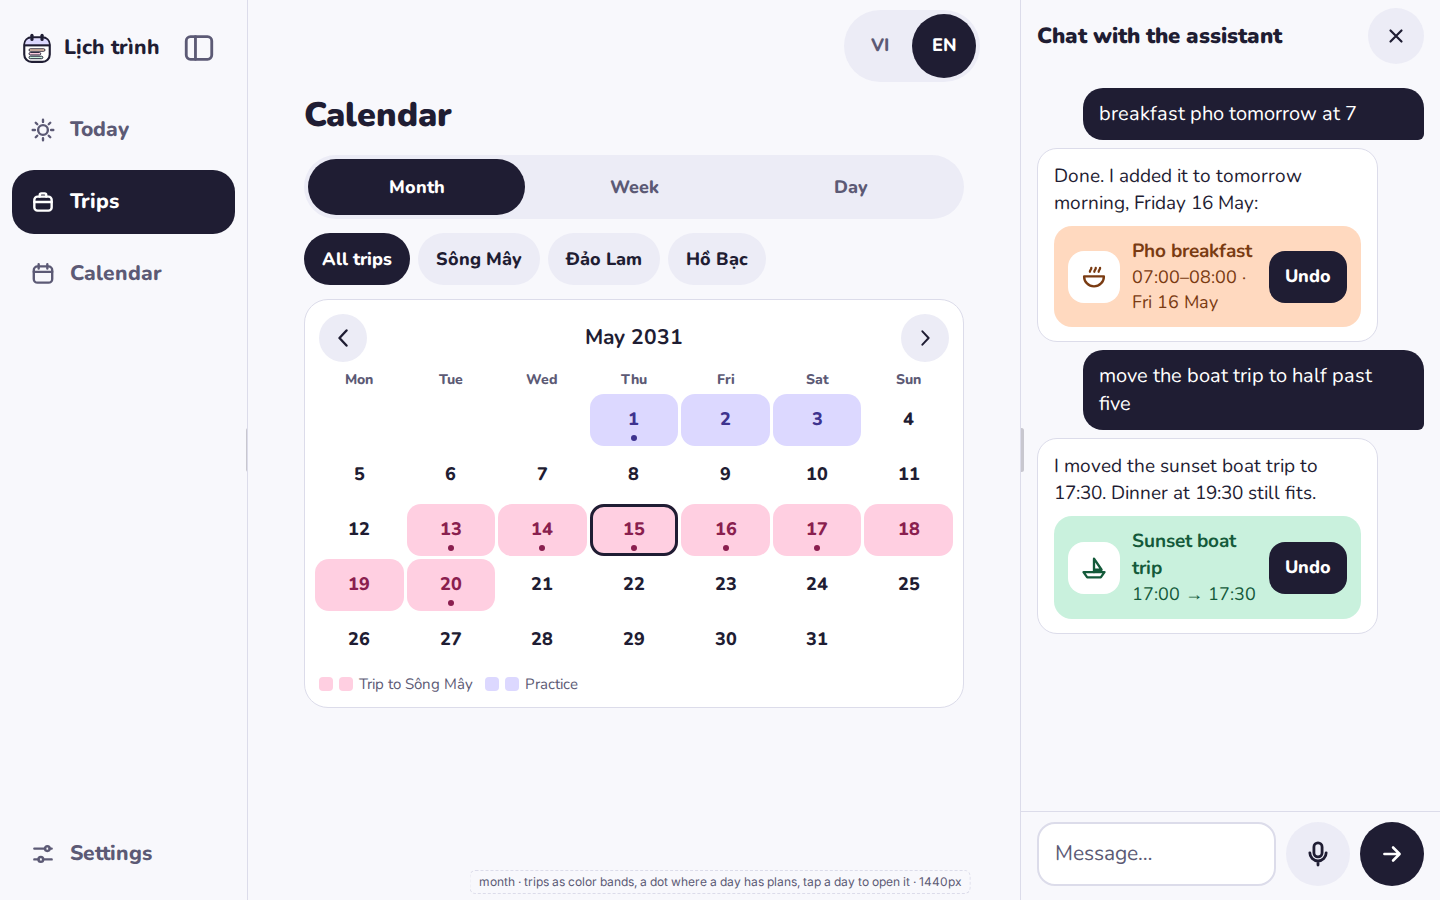 Lịch trình
Today
Trips
Calendar
Settings
VI EN
Calendar
Month Week Day
All trips Sông Mây Đảo Lam Hồ Bạc
May 2031
Mon Tue Wed Thu Fri Sat Sun
1 2 3 4
5 6 7 8 9 10 11
12 13 14 15 16 17 18
19 20 21 22 23 24 25
26 27 28 29 30 31
Trip to Sông Mây Practice
month · trips as color bands, a dot where a day has plans, tap a day to open it · 1440px
Chat with the assistant
breakfast pho tomorrow at 7
Done. I added it to tomorrow
morning, Friday 16 May:
Pho breakfast
07:00–08:00 ·
Fri 16 May
Undo
move the boat trip to half past
five
I moved the sunset boat trip to
17:30. Dinner at 19:30 still fits.
Sunset boat
trip
17:00 → 17:30
Undo
Message...